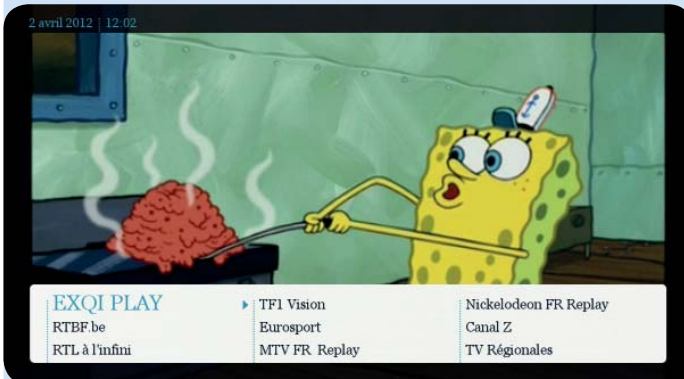 2 avril 2012 | 12:02
EXQI PLAY
RTBF.be
RTL à l'infini
TF1 Vision
Eurosport
MTV FR Replay
Nickelodeon FR Replay
Canal Z
TV Régionales